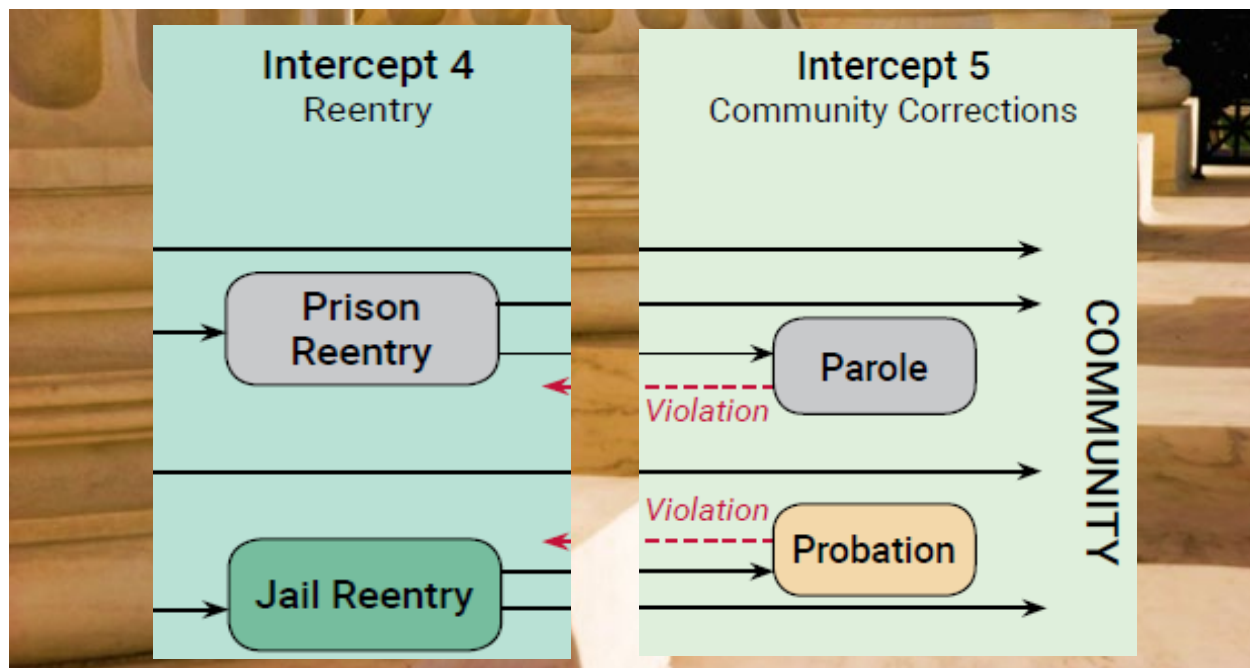 Intercept 4
Reentry
Prison
Reentry
Jail Reentry
Intercept 5
Community Corrections
Parole
Violation
Violation
Probation
COMMUNITY